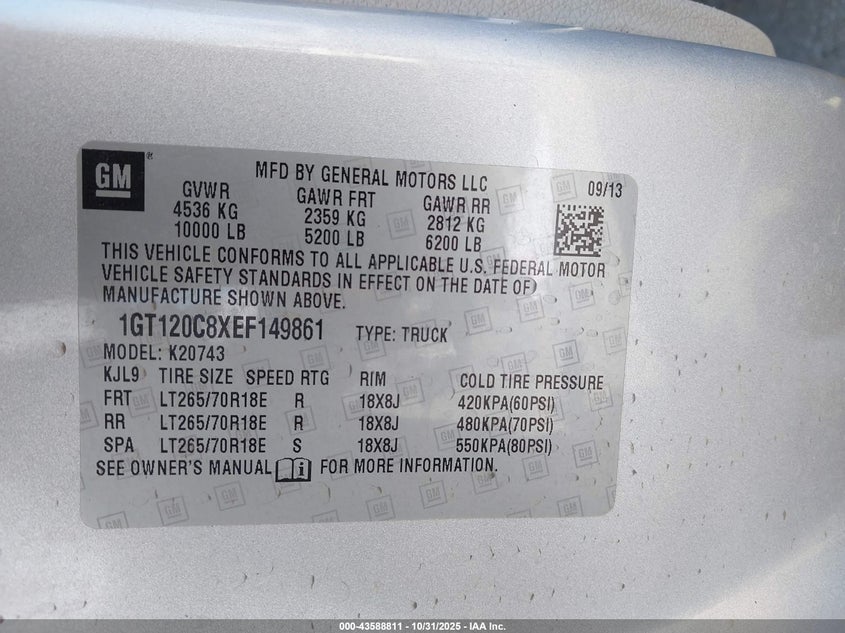 GM
MFD BY GENERAL MOTORS LLC
09/13
GVWR GAWR FRT GAWR RR
4536 KG 2359 KG 2812 KG
10000 LB 5200 LB 6200 LB
THIS VEHICLE CONFORMS TO ALL APPLICABLE U.S. FEDERAL MOTOR
VEHICLE SAFETY STANDARDS IN EFFECT ON THE DATE OF
MANUFACTURE SHOWN ABOVE.
1GT120C8XEF149861 TYPE: TRUCK
MODEL: K20743
KJL9 TIRE SIZE SPEED RTG RIM COLD TIRE PRESSURE
FRT LT265/70R18E R 18X8J 420KPA(60PSI)
RR LT265/70R18E R 18X8J 480KPA(70PSI)
SPA LT265/70R18E S 18X8J 550KPA(80PSI)
SEE OWNER'S MANUAL FOR MORE INFORMATION.
000-43588811 - 10/31/2025 - IAA Inc.